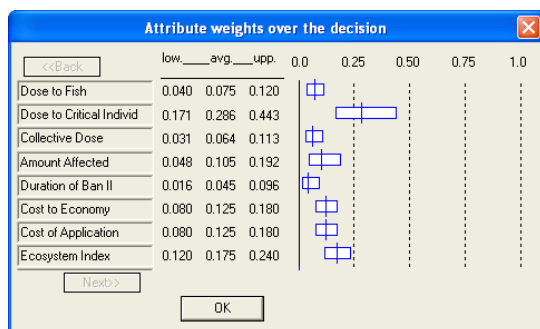 Attribute weights over the decision
<<Back
low.____avg.____upp.
0.0 0.25 0.50 0.75 1.0
Dose to Fish 0.040 0.075 0.120
Dose to Critical Individ 0.171 0.286 0.443
Collective Dose 0.031 0.064 0.113
Amount Affected 0.048 0.105 0.192
Duration of Ban II 0.016 0.045 0.096
Cost to Economy 0.080 0.125 0.180
Cost of Application 0.080 0.125 0.180
Ecosystem Index 0.120 0.175 0.240
Next>>
OK